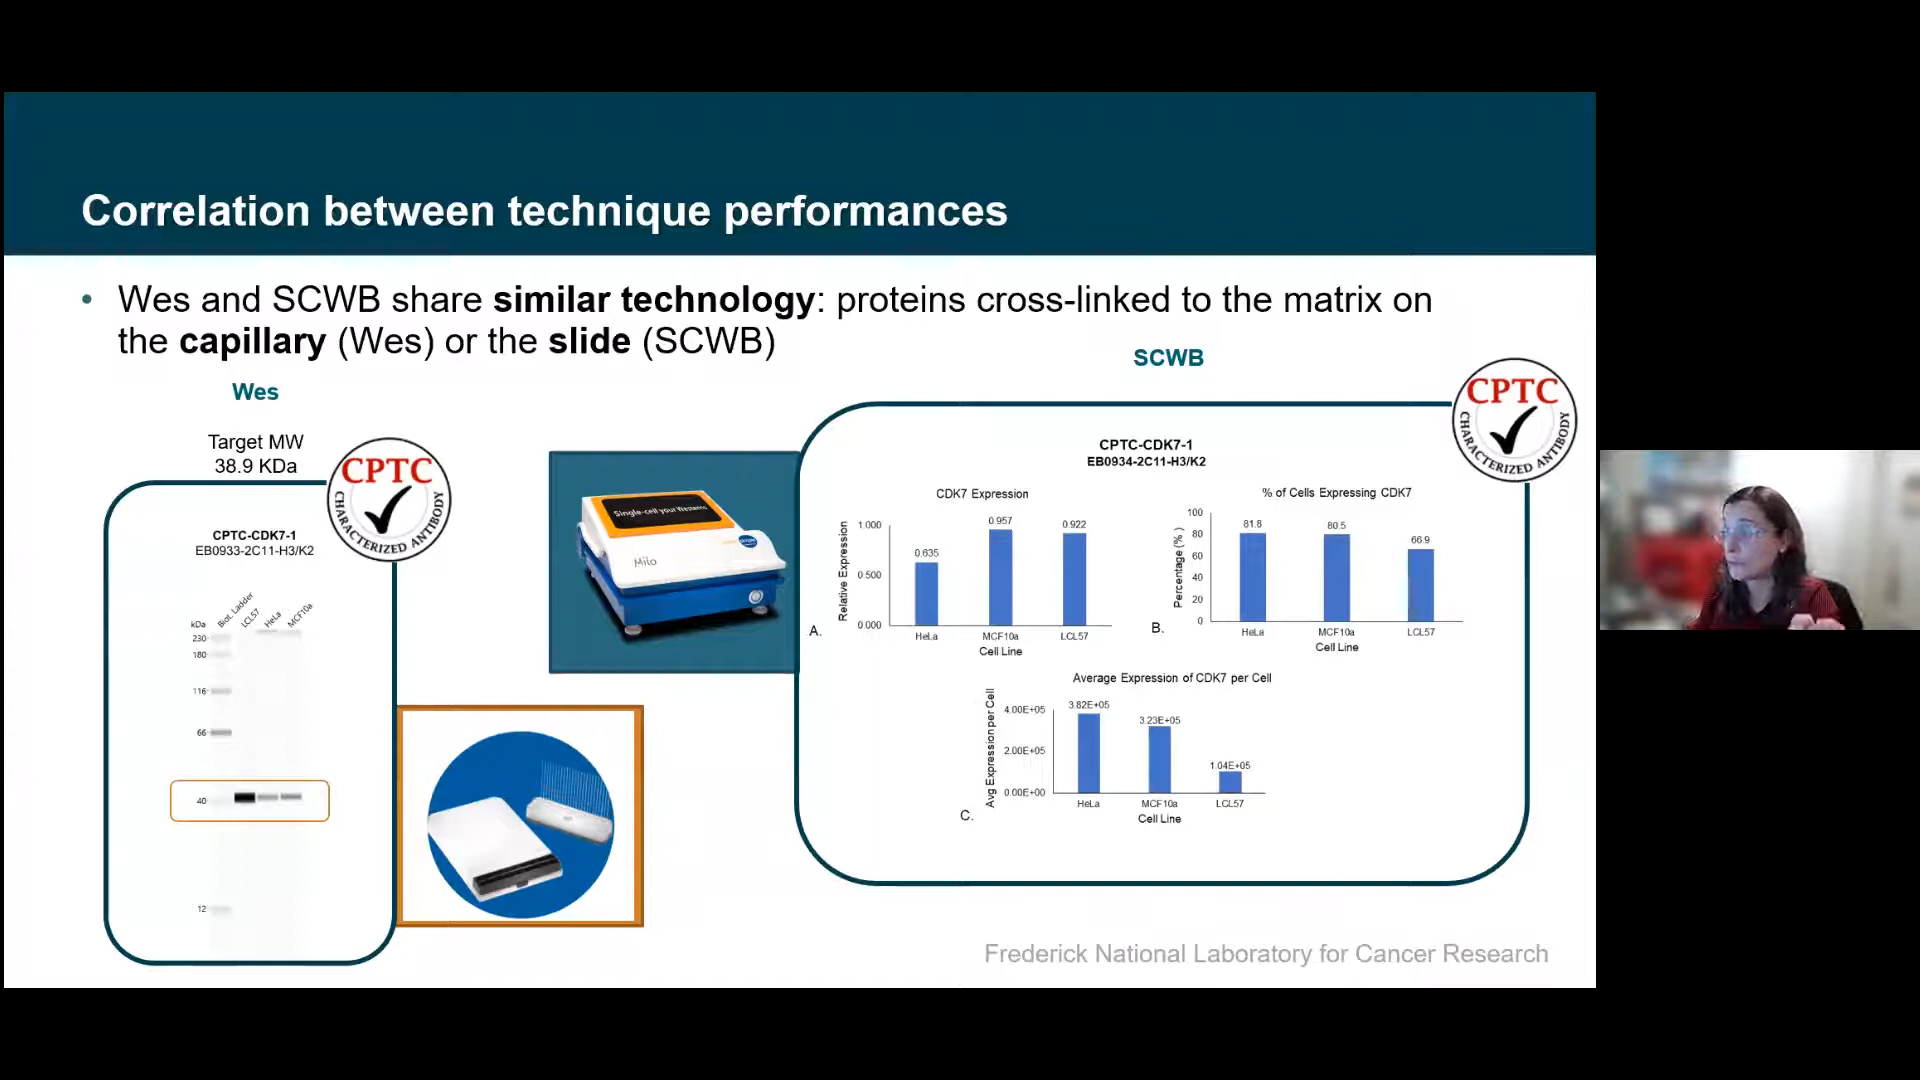 Correlation between technique performances
• Wes and SCWB share similar technology: proteins cross-linked to the matrix on
the capillary (Wes) or the slide (SCWB)
Wes
Target MW
38.9 KDa
CPTC
CHARACTERIZED ANTIBODY
CPTC-CDK7-1
EB0933-2C11-H3/K2
kDa
Biot. Ladder
LCL57
HeLa
MCF10a
230
180
116
66
40
12
Single-cell your Westerns
Milo
SCWB
CPTC
CHARACTERIZED ANTIBODY
CPTC-CDK7-1
EB0934-2C11-H3/K2
CDK7 Expression
Relative Expression
1.000
0.500
0.000
0.635
0.957
0.922
HeLa
MCF10a
LCL57
Cell Line
A.
% of Cells Expressing CDK7
Percentage (%)
100
80
60
40
20
0
81.8
80.5
66.9
HeLa
MCF10a
LCL57
Cell Line
B.
Average Expression of CDK7 per Cell
Avg Expression per Cell
4.00E+05
2.00E+05
0.00E+00
3.82E+05
3.23E+05
1.04E+05
HeLa
MCF10a
LCL57
Cell Line
C.
Frederick National Laboratory for Cancer Research